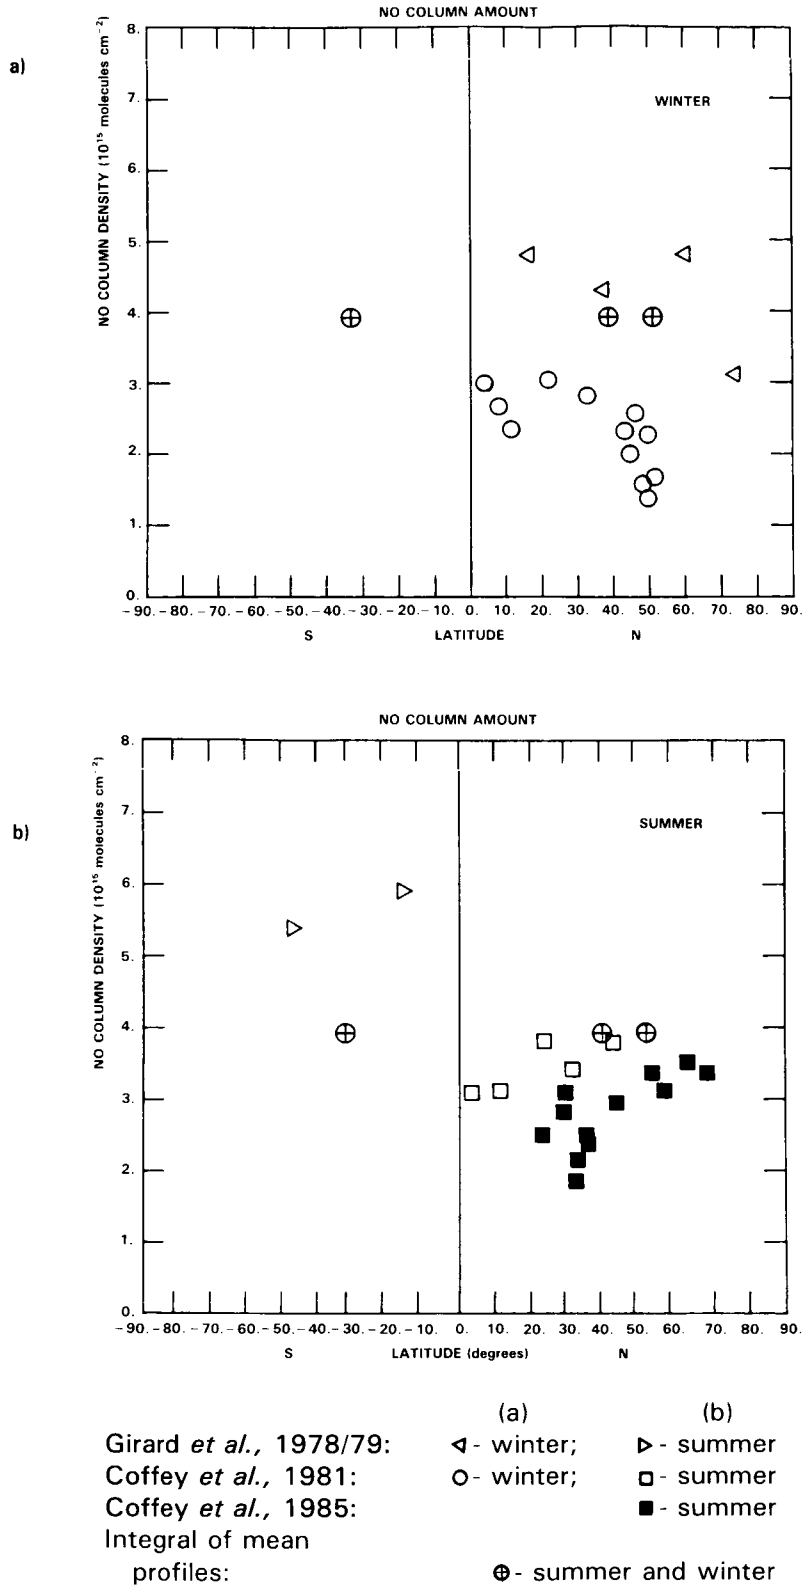 NO COLUMN AMOUNT
a)
NO COLUMN DENSITY (10¹⁵ molecules cm⁻²)
8.
7.
6.
5.
4.
3.
2.
1.
0.
WINTER
-90. -80. -70. -60. -50. -40. -30. -20. -10. 0. 10. 20. 30. 40. 50. 60. 70. 80. 90.
S LATITUDE N
NO COLUMN AMOUNT
b)
NO COLUMN DENSITY (10¹⁵ molecules cm⁻²)
8.
7.
6.
5.
4.
3.
2.
1.
0.
SUMMER
-90. -80. -70. -60. -50. -40. -30. -20. -10. 0. 10. 20. 30. 40. 50. 60. 70. 80. 90.
S LATITUDE (degrees) N
(a) (b)
Girard et al., 1978/79: ◁ - winter; ▷ - summer
Coffey et al., 1981: ○ - winter; □ - summer
Coffey et al., 1985: ■ - summer
Integral of mean
profiles: ⊕ - summer and winter